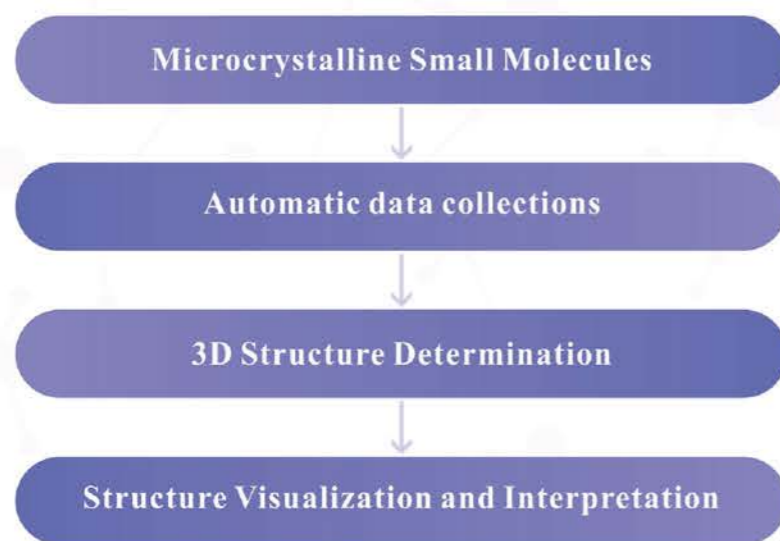 Microcrystalline Small Molecules
Automatic data collections
3D Structure Determination
Structure Visualization and Interpretation